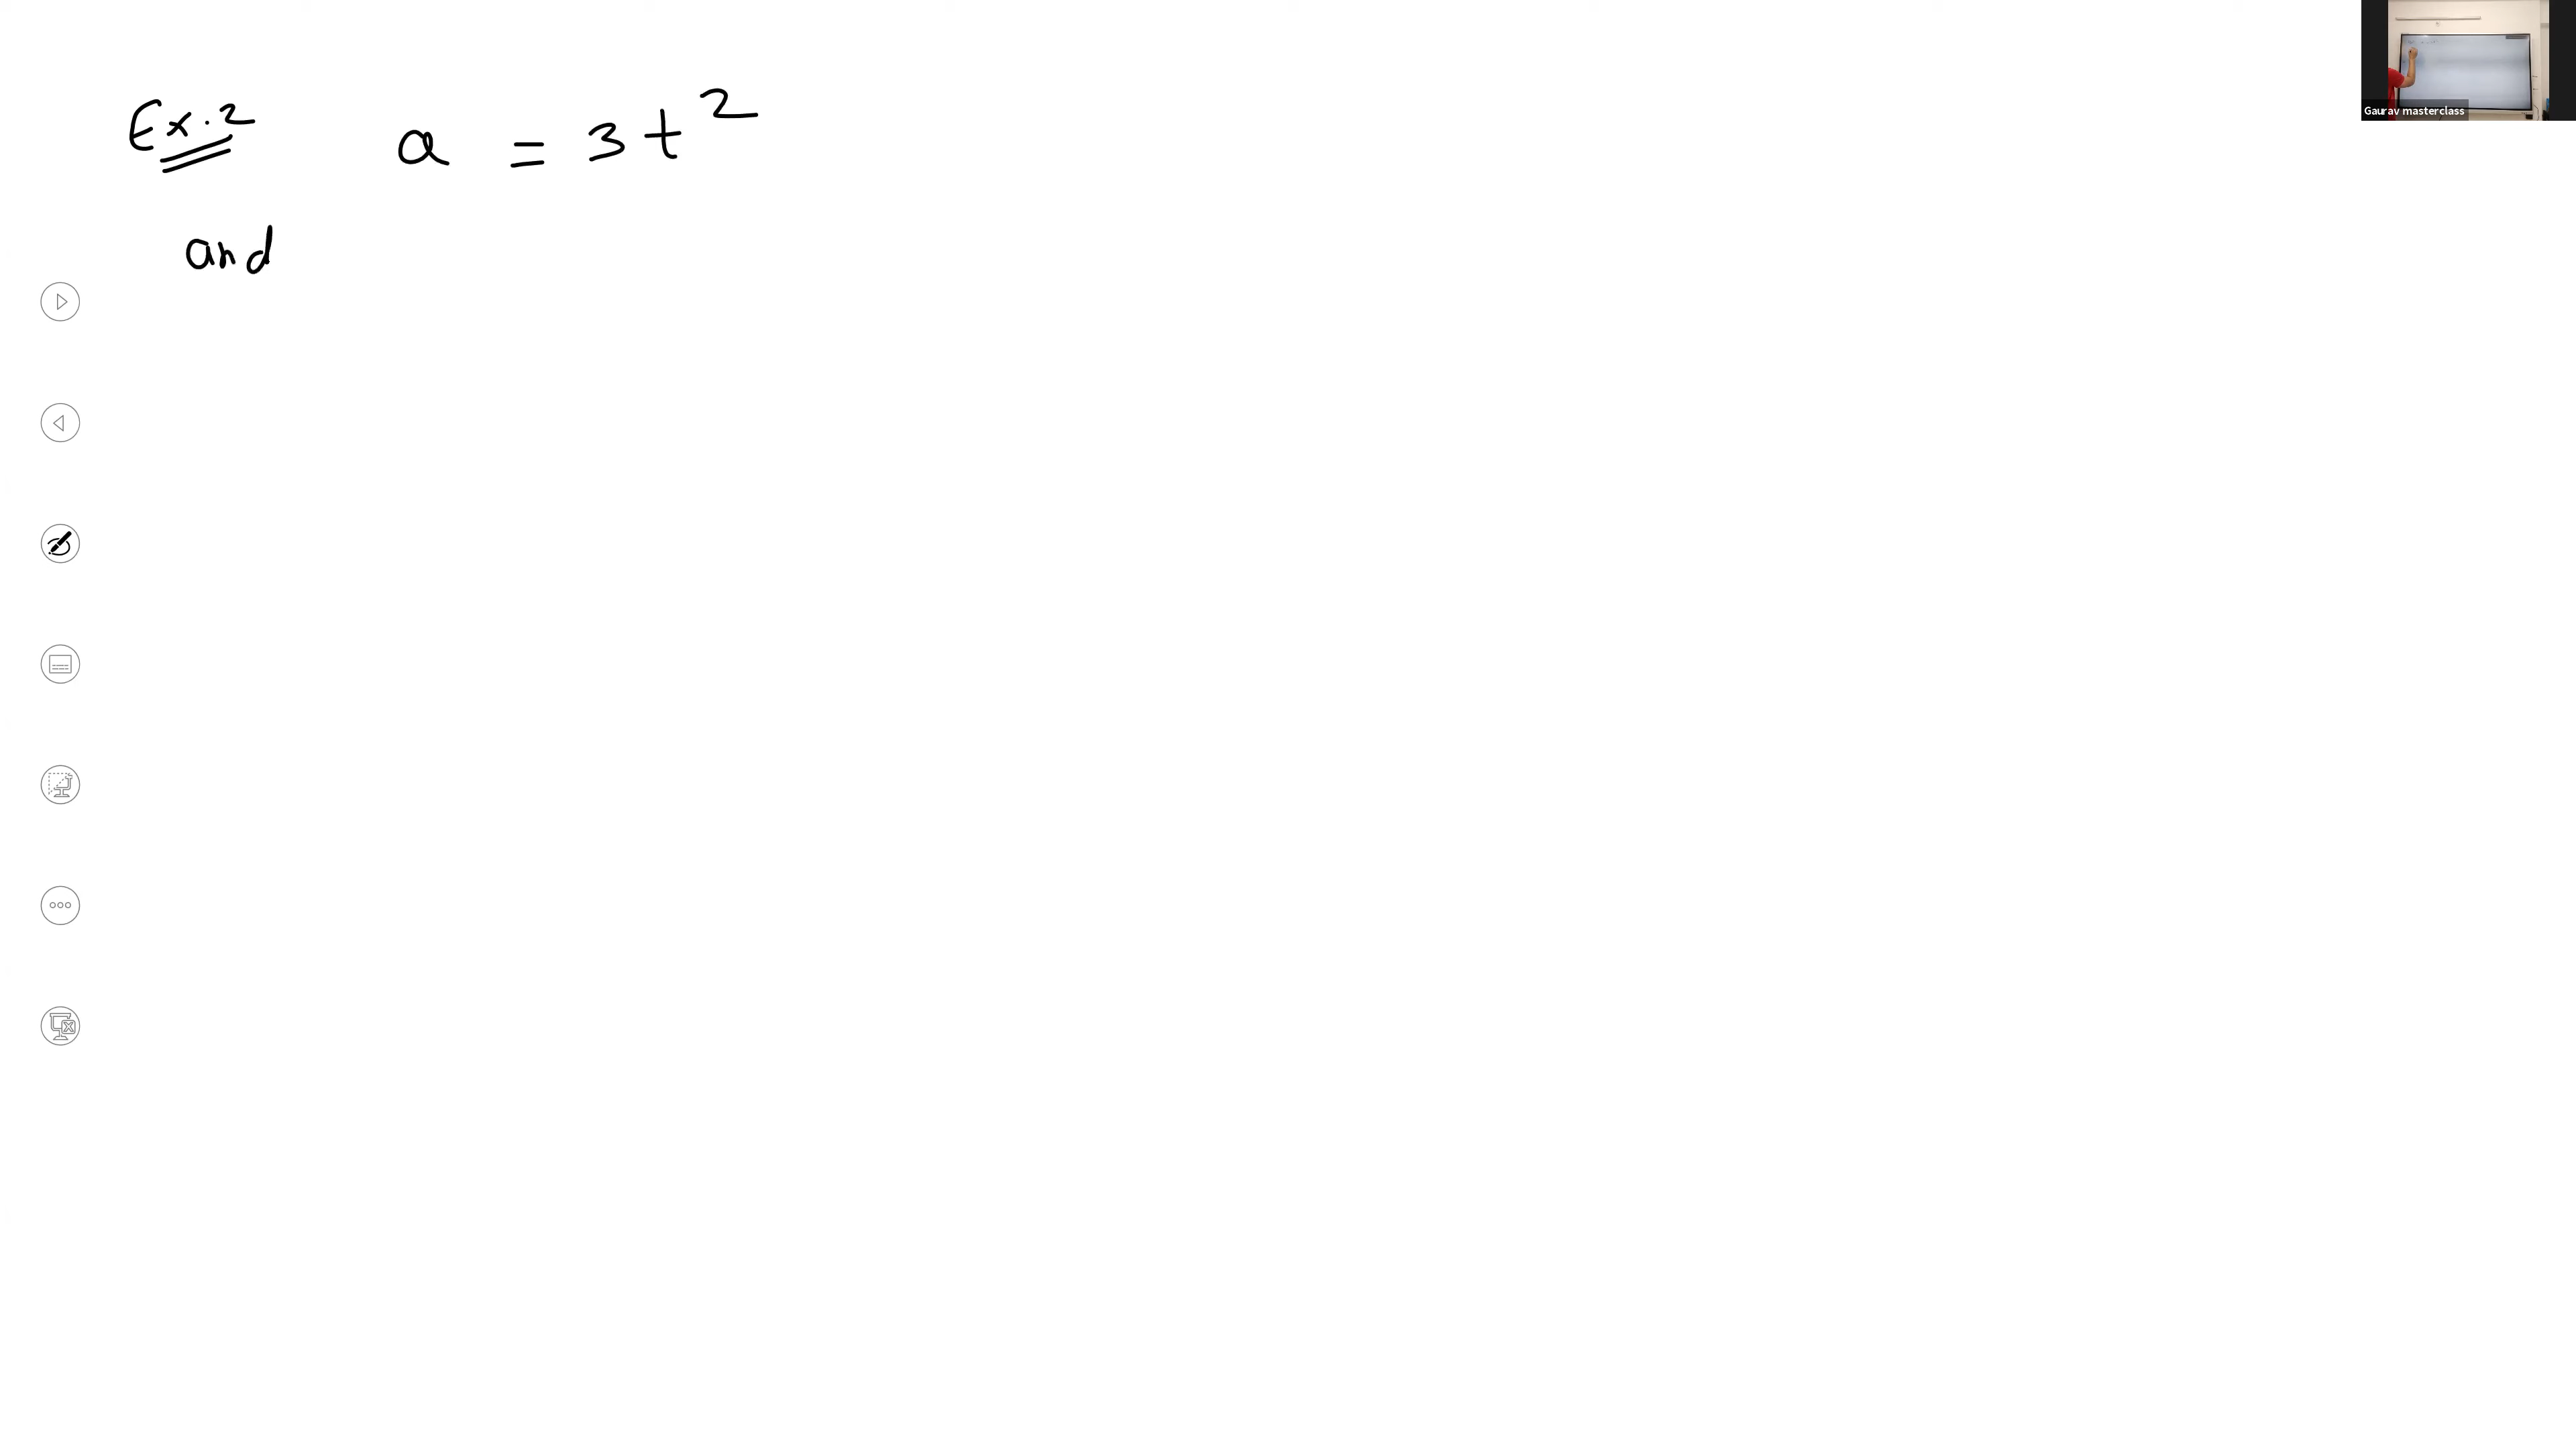 Ex.2 a = 3t²
and
Gaurav masterclass